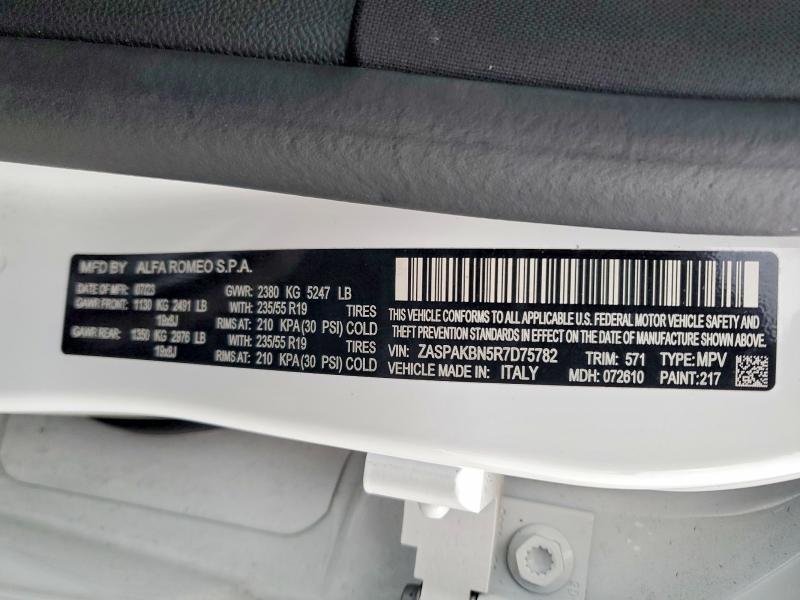 MFD BY ALFA ROMEO S.P.A.
DATE OF MFR: 07/23 GVWR: 2380 KG 5247 LB
GAWR FRONT: 1130 KG 2491 LB WITH: 235/55 R19 TIRES
19x8J RIMS AT: 210 KPA(30 PSI) COLD
GAWR REAR: 1350 KG 2976 LB WITH: 235/55 R19 TIRES
19x8J RIMS AT: 210 KPA(30 PSI) COLD
THIS VEHICLE CONFORMS TO ALL APPLICABLE U.S. FEDERAL MOTOR VEHICLE SAFETY AND
THEFT PREVENTION STANDARDS IN EFFECT ON THE DATE OF MANUFACTURE SHOWN ABOVE.
VIN: ZASPAKBN5R7D75782 TRIM: 571 TYPE: MPV
VEHICLE MADE IN: ITALY MDH: 072610 PAINT:217